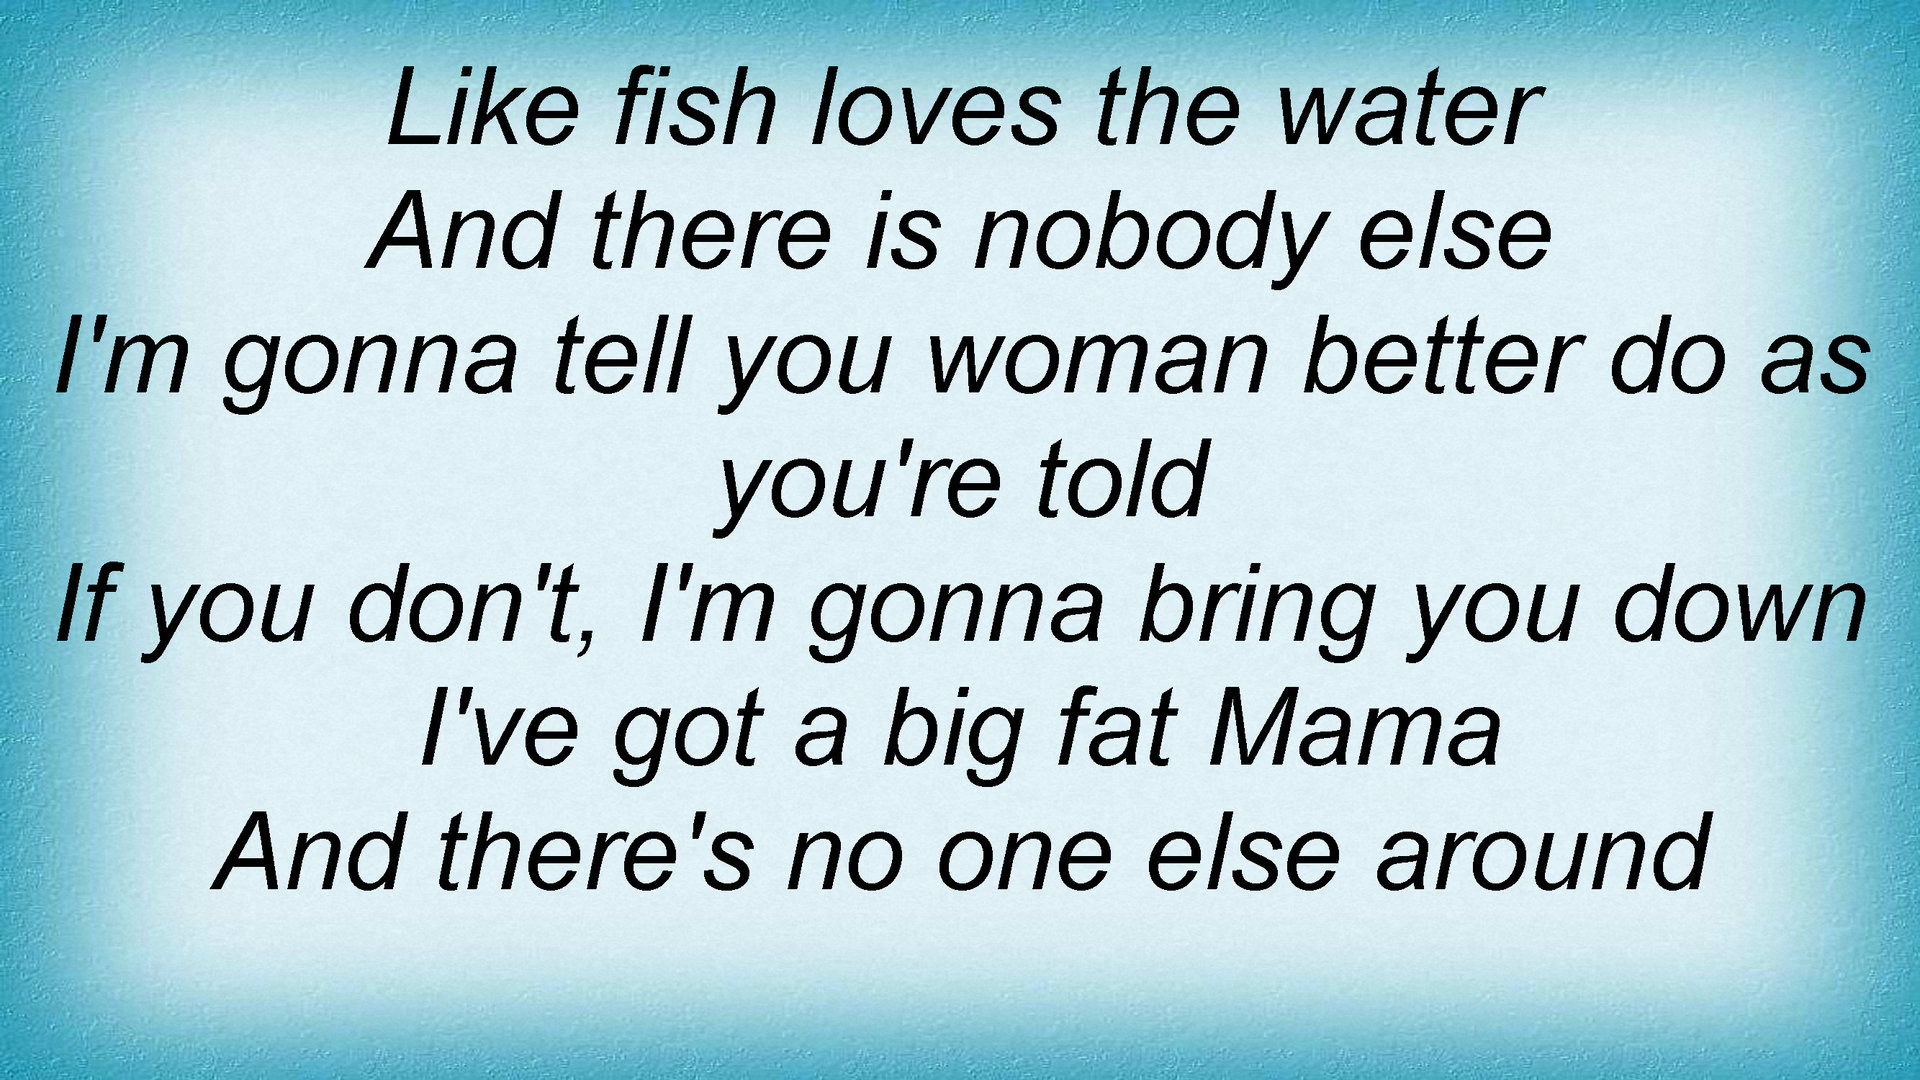 Like fish loves the water
And there is nobody else
I'm gonna tell you woman better do as
you're told
If you don't, I'm gonna bring you down
I've got a big fat Mama
And there's no one else around